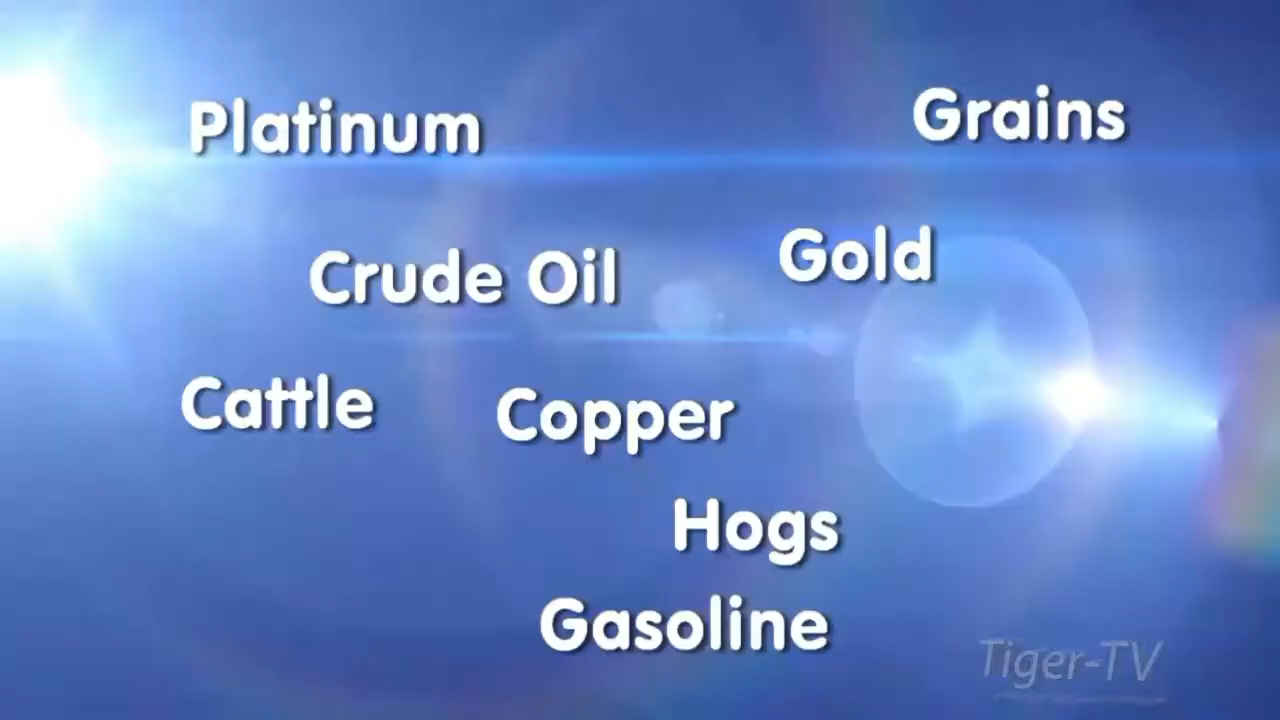 Platinum
Grains
Crude Oil
Gold
Cattle
Copper
Hogs
Gasoline
Tiger-TV